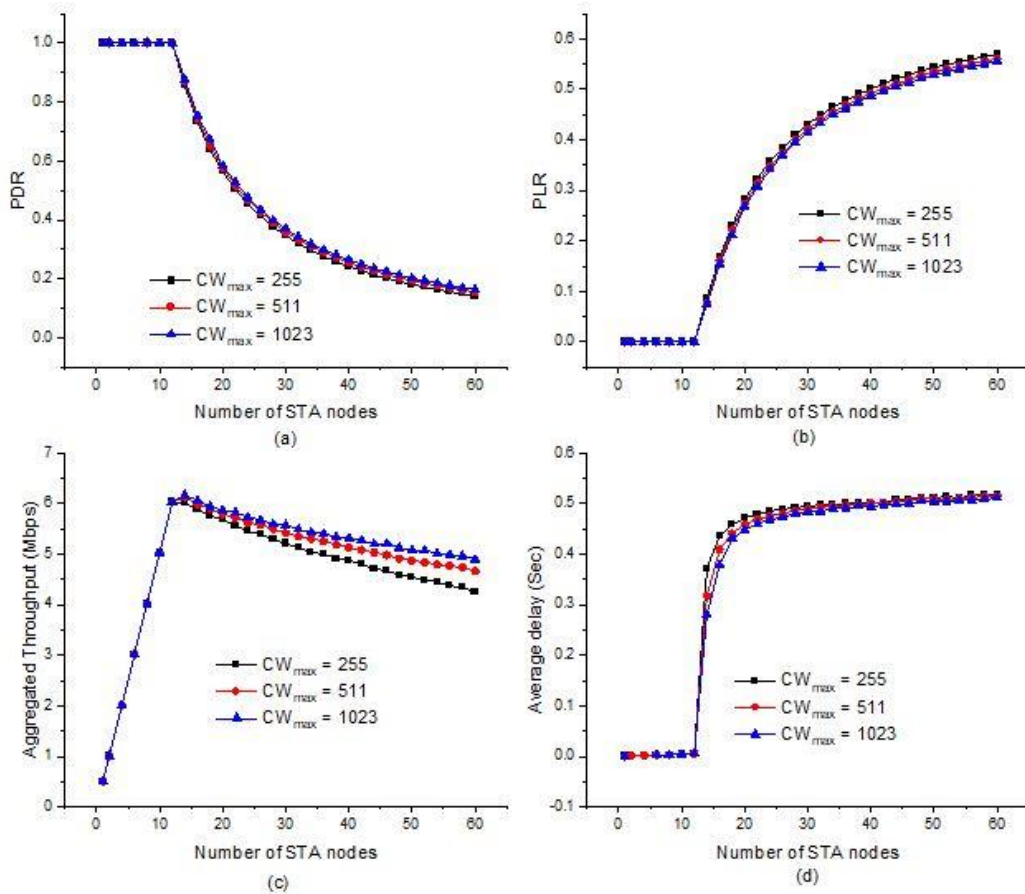 1.0
0.8
0.6
0.4
0.2
0.0
PDR
CWmax = 255
CWmax = 511
CWmax = 1023
0 10 20 30 40 50 60
Number of STA nodes
(a)
0.6
0.5
0.4
0.3
0.2
0.1
0.0
PLR
CWmax = 255
CWmax = 511
CWmax = 1023
0 10 20 30 40 50 60
Number of STA nodes
(b)
7
6
5
4
3
2
1
0
Aggregated Throughput (Mbps)
CWmax = 255
CWmax = 511
CWmax = 1023
0 10 20 30 40 50 60
Number of STA nodes
(c)
0.6
0.5
0.4
0.3
0.2
0.1
0.0
-0.1
Average delay (Sec)
CWmax = 255
CWmax = 511
CWmax = 1023
0 10 20 30 40 50 60
Number of STA nodes
(d)